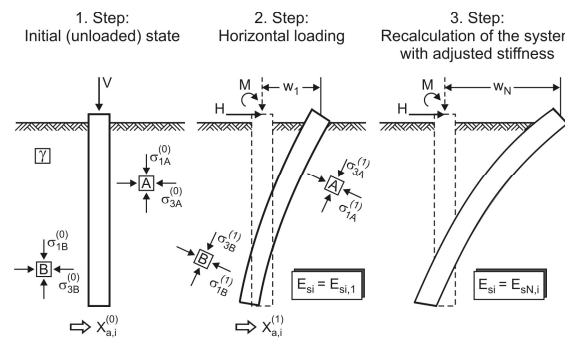 1. Step:
Initial (unloaded) state
2. Step:
Horizontal loading
3. Step:
Recalculation of the system
with adjusted stiffness
V
γ
A
σ1A(0)
σ3A(0)
B
σ1B(0)
σ3B(0)
⇨ Xa,i(0)
M
w1
H
A
σ3A(1)
σ1A(1)
B
σ3B(1)
σ1B(1)
Esi = Esi,1
⇨ Xa,i(1)
M
wN
H
Esi = EsN,i